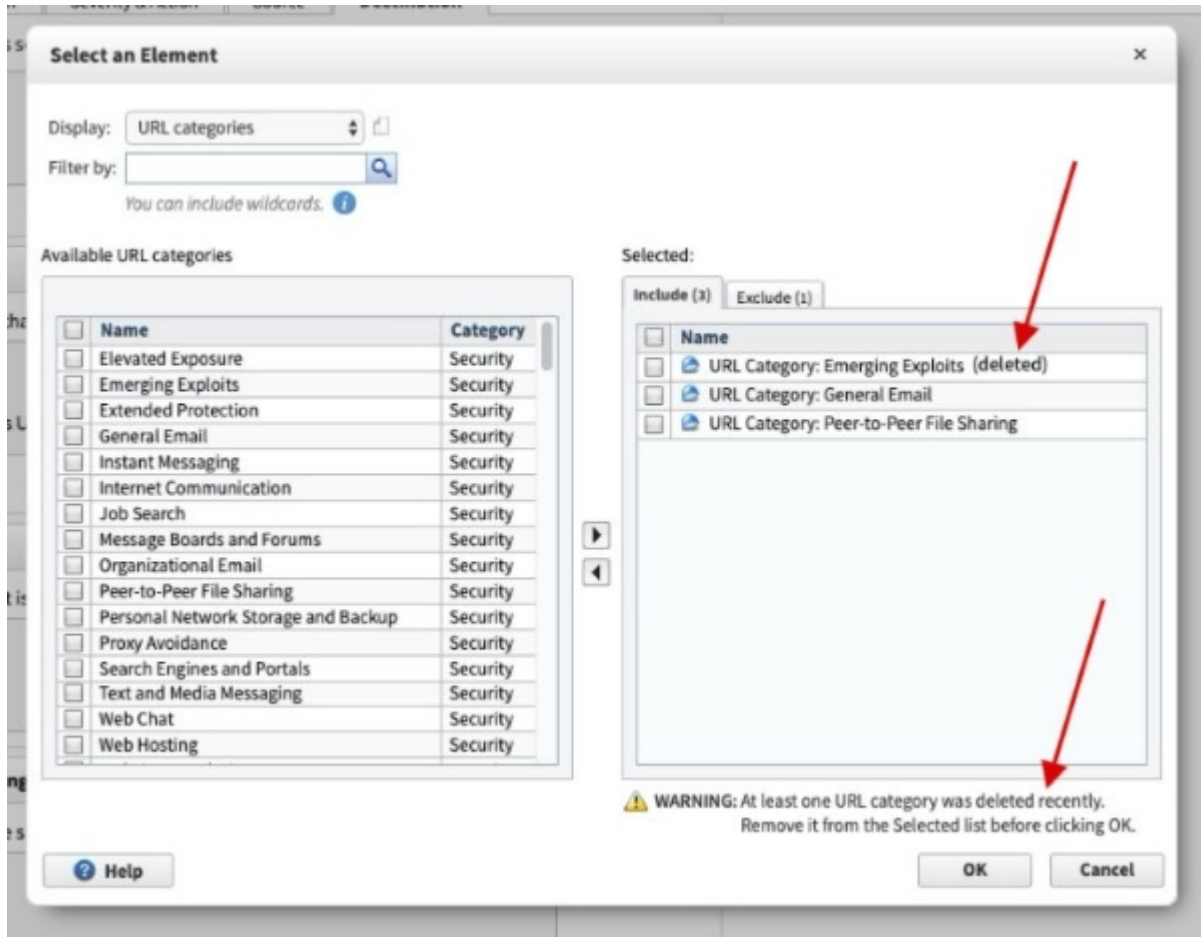 Severity & Action Source Destination
Select an Element
×
Display: URL categories
Filter by:
You can include wildcards. i
Available URL categories
Selected:
Include (3) Exclude (1)
Name Category
Elevated Exposure Security
Emerging Exploits Security
Extended Protection Security
General Email Security
Instant Messaging Security
Internet Communication Security
Job Search Security
Message Boards and Forums Security
Organizational Email Security
Peer-to-Peer File Sharing Security
Personal Network Storage and Backup Security
Proxy Avoidance Security
Search Engines and Portals Security
Text and Media Messaging Security
Web Chat Security
Web Hosting Security
Name
URL Category: Emerging Exploits (deleted)
URL Category: General Email
URL Category: Peer-to-Peer File Sharing
WARNING: At least one URL category was deleted recently.
Remove it from the Selected list before clicking OK.
? Help
OK
Cancel